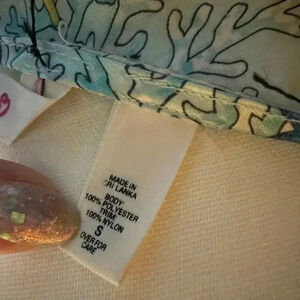 MADE IN
SRI LANKA
BODY:
100% POLYESTER
TRIM:
100% NYLON
S
OVER FOR
CARE